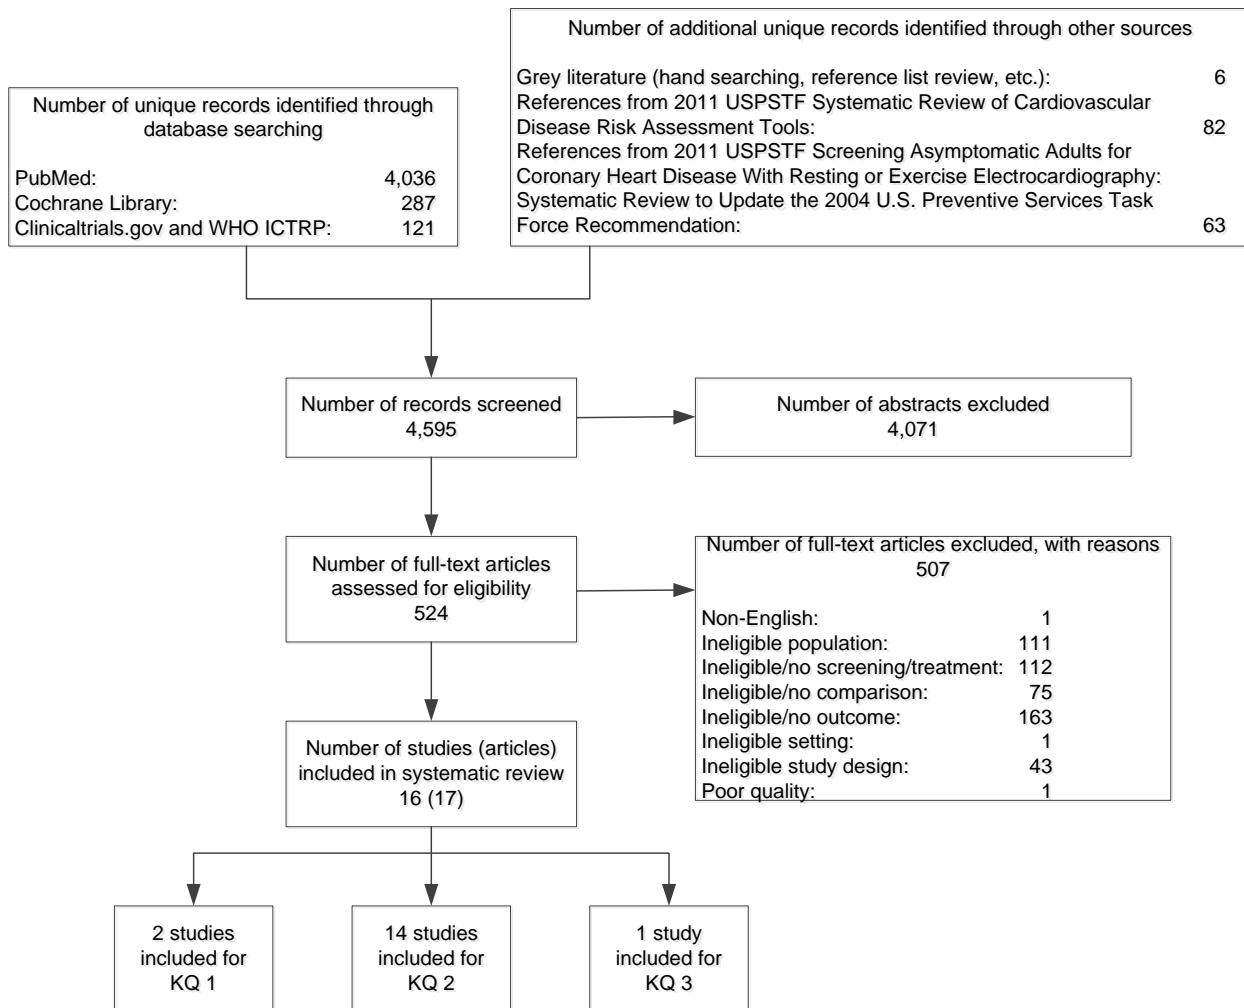 Number of unique records identified through
database searching
PubMed: 4,036
Cochrane Library: 287
Clinicaltrials.gov and WHO ICTRP: 121
Number of additional unique records identified through other sources
Grey literature (hand searching, reference list review, etc.): 6
References from 2011 USPSTF Systematic Review of Cardiovascular
Disease Risk Assessment Tools: 82
References from 2011 USPSTF Screening Asymptomatic Adults for
Coronary Heart Disease With Resting or Exercise Electrocardiography:
Systematic Review to Update the 2004 U.S. Preventive Services Task
Force Recommendation: 63
Number of records screened
4,595
Number of abstracts excluded
4,071
Number of full-text articles
assessed for eligibility
524
Number of full-text articles excluded, with reasons
507
Non-English: 1
Ineligible population: 111
Ineligible/no screening/treatment: 112
Ineligible/no comparison: 75
Ineligible/no outcome: 163
Ineligible setting: 1
Ineligible study design: 43
Poor quality: 1
Number of studies (articles)
included in systematic review
16 (17)
2 studies
included for
KQ 1
14 studies
included for
KQ 2
1 study
included for
KQ 3